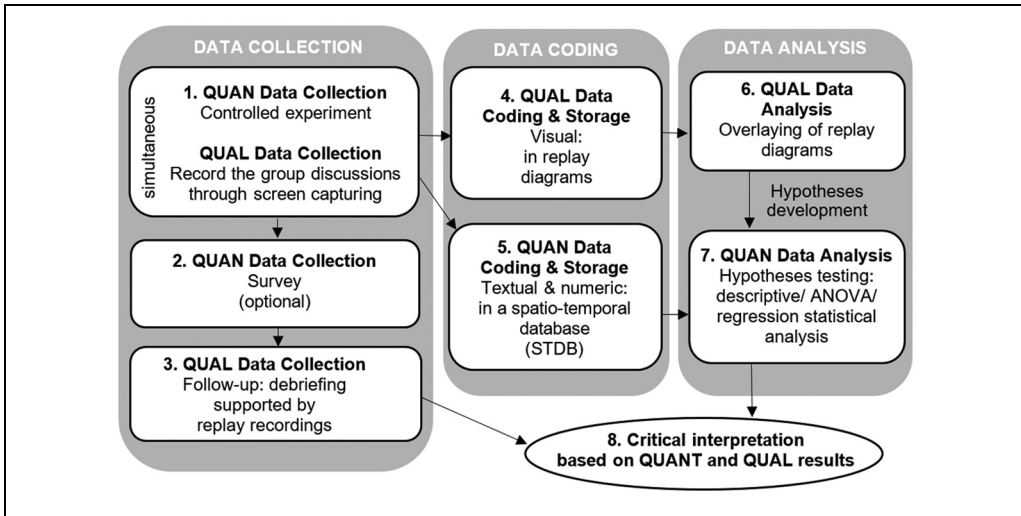 DATA COLLECTION
simultaneous
1. QUAN Data Collection
Controlled experiment
QUAL Data Collection
Record the group discussions
through screen capturing
2. QUAN Data Collection
Survey
(optional)
3. QUAL Data Collection
Follow-up: debriefing
supported by
replay recordings
DATA CODING
4. QUAL Data
Coding & Storage
Visual:
in replay
diagrams
5. QUAN Data
Coding & Storage
Textual & numeric:
in a spatio-temporal
database
(STDB)
DATA ANALYSIS
6. QUAL Data
Analysis
Overlaying of replay
diagrams
Hypotheses
development
7. QUAN Data Analysis
Hypotheses testing:
descriptive/ ANOVA/
regression statistical
analysis
8. Critical interpretation
based on QUANT and QUAL results